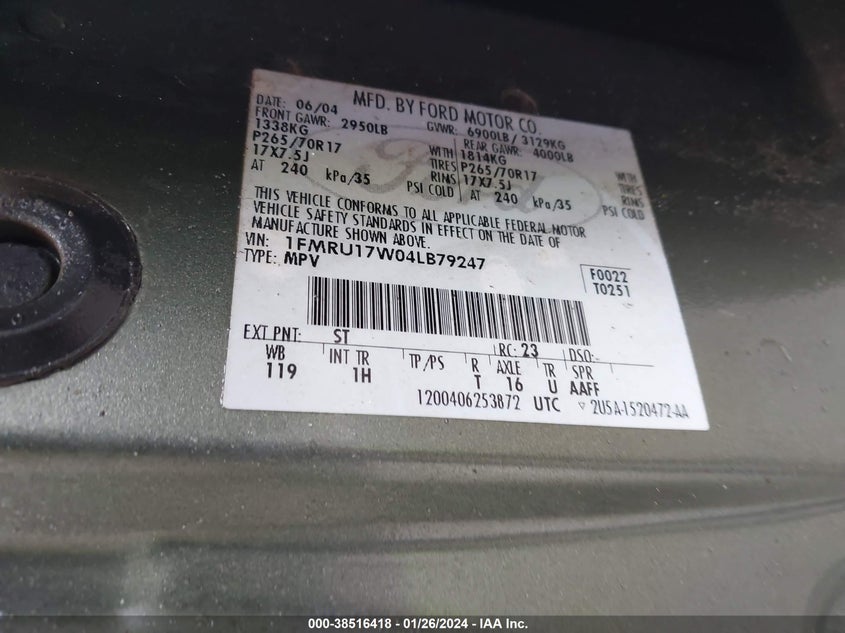 MFD. BY FORD MOTOR CO.
DATE: 06/04 GVWR: 6900LB / 3129KG
FRONT GAWR: 2950LB REAR GAWR: 4000LB
1338KG WITH 1814KG WITH
P265/70R17 TIRES P265/70R17 TIRES
17X7.5J RIMS 17X7.5J RIMS
AT 240 kPa/35 PSI COLD AT 240 kPa/35 PSI COLD
THIS VEHICLE CONFORMS TO ALL APPLICABLE FEDERAL MOTOR
VEHICLE SAFETY STANDARDS IN EFFECT ON THE DATE OF
MANUFACTURE SHOWN ABOVE.
VIN: 1FMRU17W04LB79247
TYPE: MPV
F0022
T0251
EXT PNT: ST RC: 23 DSO:
WB INT TR TP/PS R AXLE TR SPR
119 1H T 16 U AAFF
1200406253872 UTC ▽ 2U5A-1520472-AA
000-38516418 - 01/26/2024 - IAA Inc.